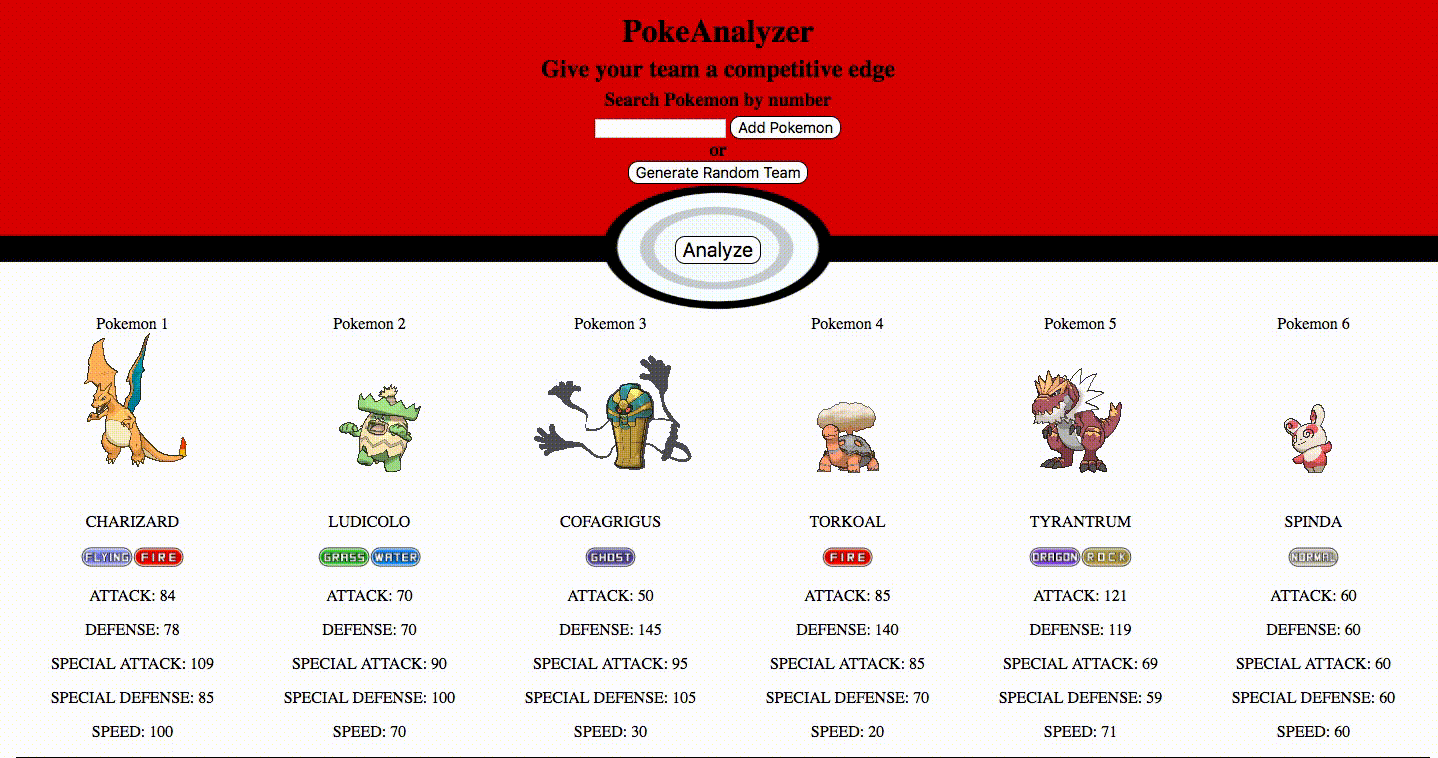 PokeAnalyzer
Give your team a competitive edge
Search Pokemon by number
Add Pokemon
or
Generate Random Team
Analyze
Pokemon 1 Pokemon 2 Pokemon 3 Pokemon 4 Pokemon 5 Pokemon 6
CHARIZARD LUDICOLO COFAGRIGUS TORKOAL TYRANTRUM SPINDA
FLYING FIRE GRASS WATER GHOST FIRE DRAGON ROCK NORMAL
ATTACK: 84 ATTACK: 70 ATTACK: 50 ATTACK: 85 ATTACK: 121 ATTACK: 60
DEFENSE: 78 DEFENSE: 70 DEFENSE: 145 DEFENSE: 140 DEFENSE: 119 DEFENSE: 60
SPECIAL ATTACK: 109 SPECIAL ATTACK: 90 SPECIAL ATTACK: 95 SPECIAL ATTACK: 85 SPECIAL ATTACK: 69 SPECIAL ATTACK: 60
SPECIAL DEFENSE: 85 SPECIAL DEFENSE: 100 SPECIAL DEFENSE: 105 SPECIAL DEFENSE: 70 SPECIAL DEFENSE: 59 SPECIAL DEFENSE: 60
SPEED: 100 SPEED: 70 SPEED: 30 SPEED: 20 SPEED: 71 SPEED: 60